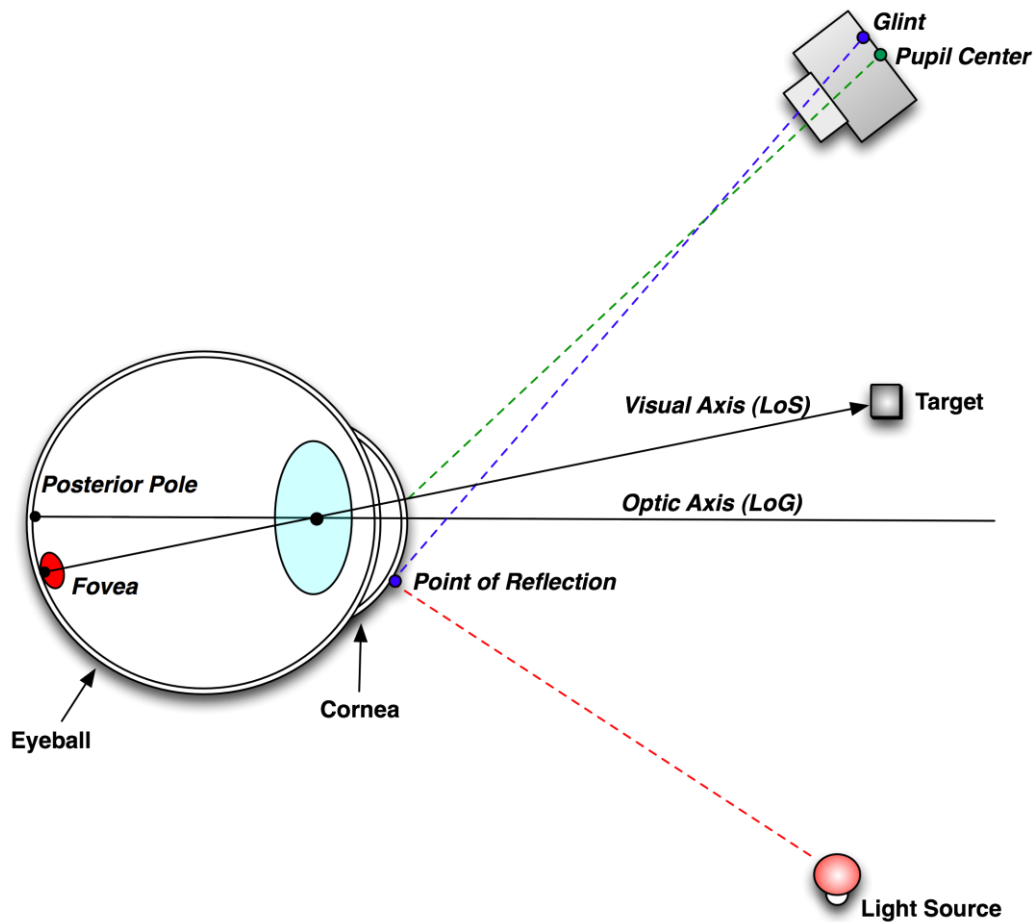 Glint
Pupil Center
Visual Axis (LoS)
Target
Posterior Pole
Optic Axis (LoG)
Fovea
Point of Reflection
Cornea
Eyeball
Light Source